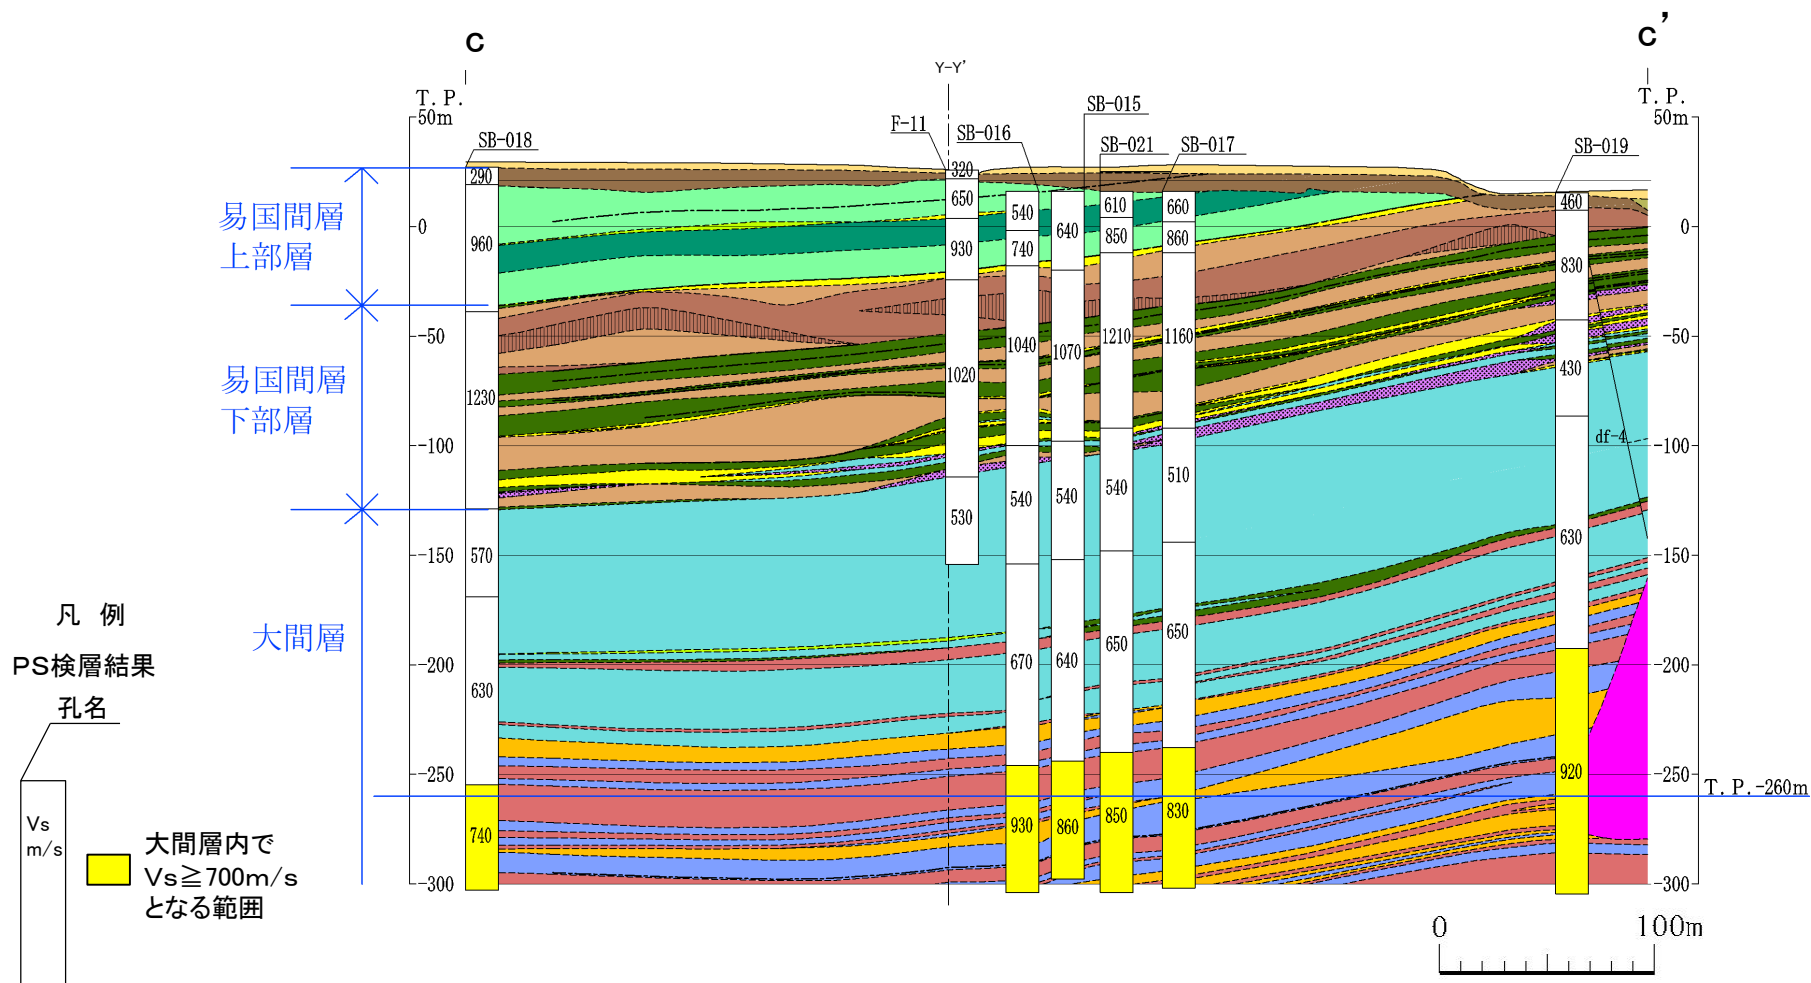 C
C'
Y-Y'
T.P.
50m
0
-50
-100
-150
-200
-250
-300
T.P.
50m
0
-50
-100
-150
-200
-250
-300
SB-018
F-11
SB-016
SB-015
SB-021
SB-017
SB-019
290
960
1230
570
630
740
320
650
930
1020
530
540
740
1040
540
670
930
640
1070
540
640
860
610
850
1210
540
650
850
660
860
1160
510
650
830
460
830
430
630
920
df-4
T.P.-260m
易国間層
上部層
易国間層
下部層
大間層
凡 例
PS検層結果
孔名
Vs
m/s
大間層内で
Vs≧700m/s
となる範囲
0
100m